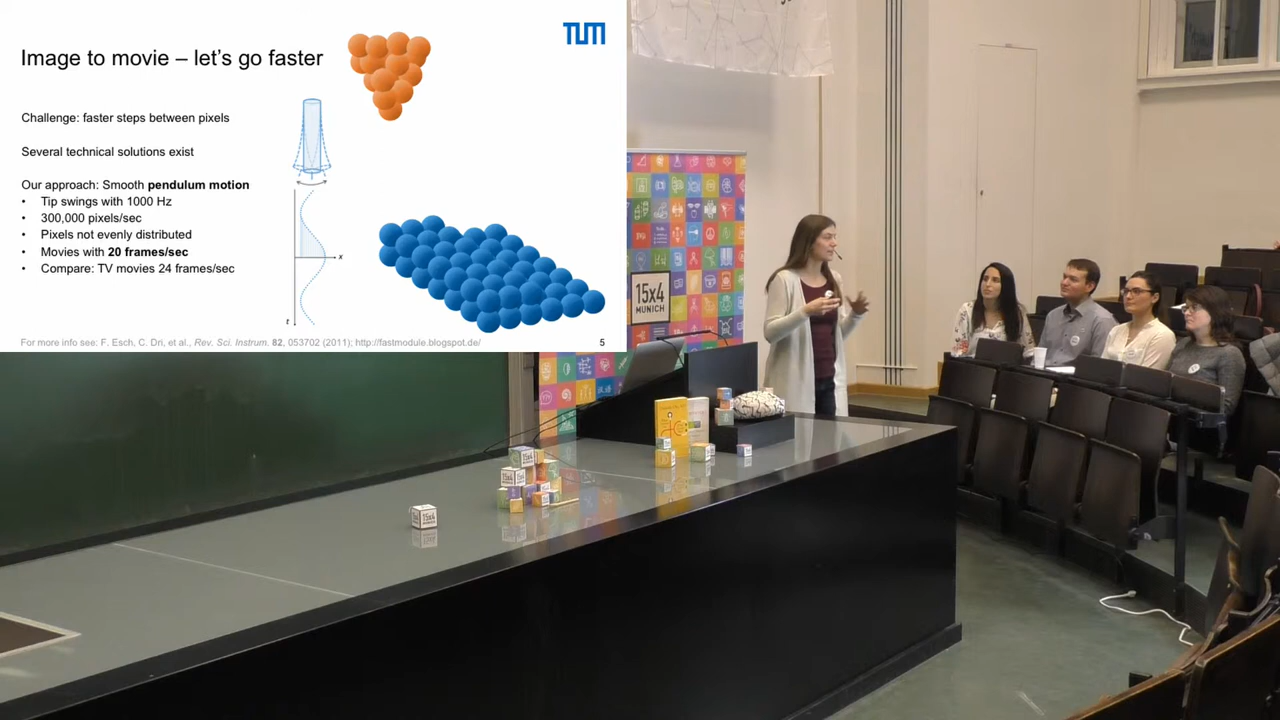 TUM
Image to movie – let's go faster
Challenge: faster steps between pixels
Several technical solutions exist
Our approach: Smooth pendulum motion
• Tip swings with 1000 Hz
• 300,000 pixels/sec
• Pixels not evenly distributed
• Movies with 20 frames/sec
• Compare: TV movies 24 frames/sec
x
t
For more info see: F. Esch, C. Dri, et al., Rev. Sci. Instrum. 82, 053702 (2011); http://fastmodule.blogspot.de/
5
15x4
MUNICH
15x4
15x4
15x4